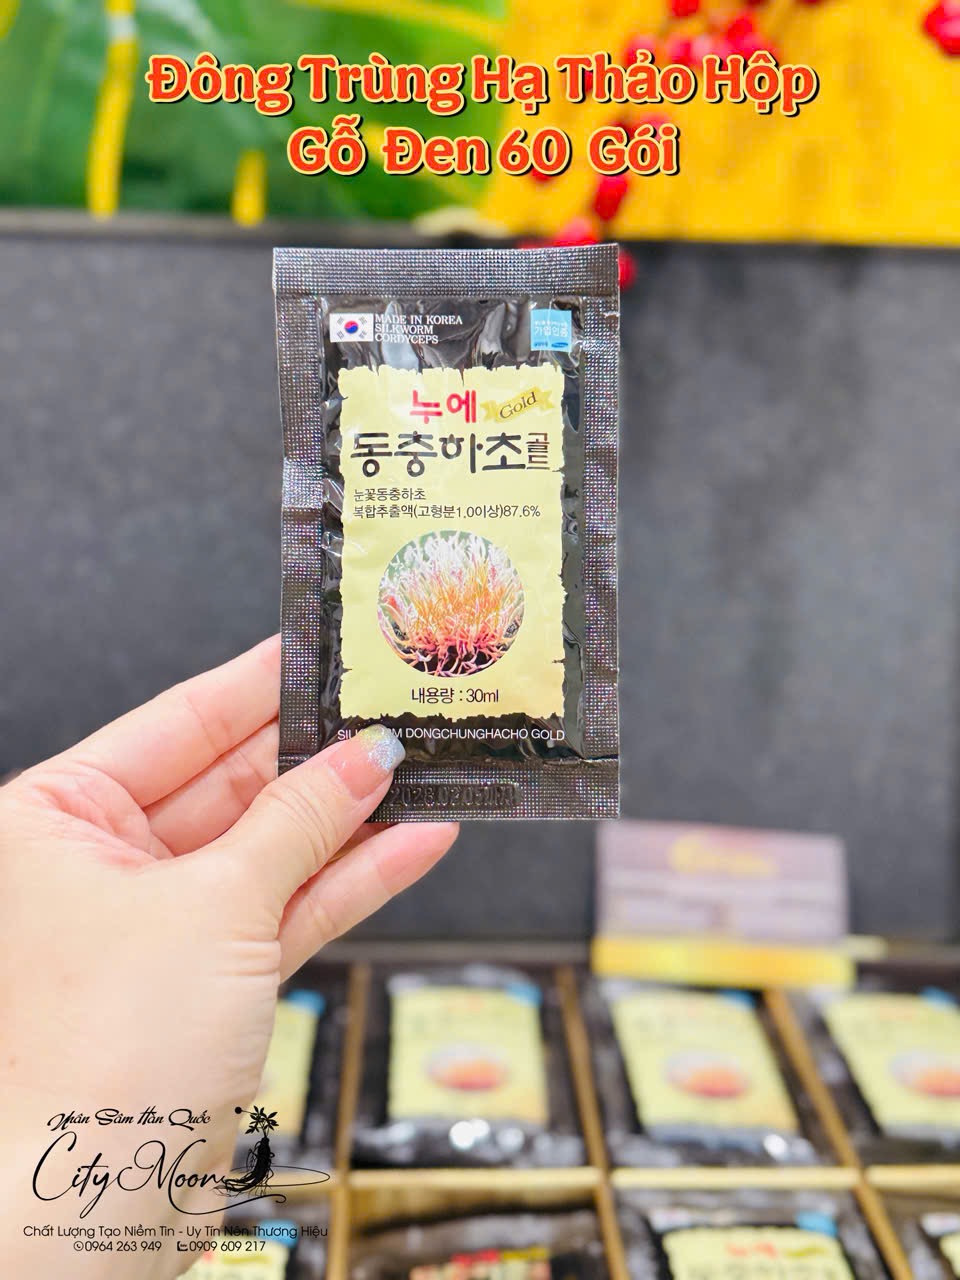 Đông Trùng Hạ Thảo Hộp
Gỗ Đen 60 Gói
MADE IN KOREA
SILKWORM
CORDYCEPS
누에 Gold
동충하초 골드
눈꽃동충하초
복합추출액(고형분1.0이상)87.6%
내용량 : 30ml
DONGCHUNGHACHO GOLD
Nhân Sâm Hàn Quốc
City Moon
Chất Lượng Tạo Niềm Tin - Uy Tín Nên Thương Hiệu
0964 263 949 0909 609 217